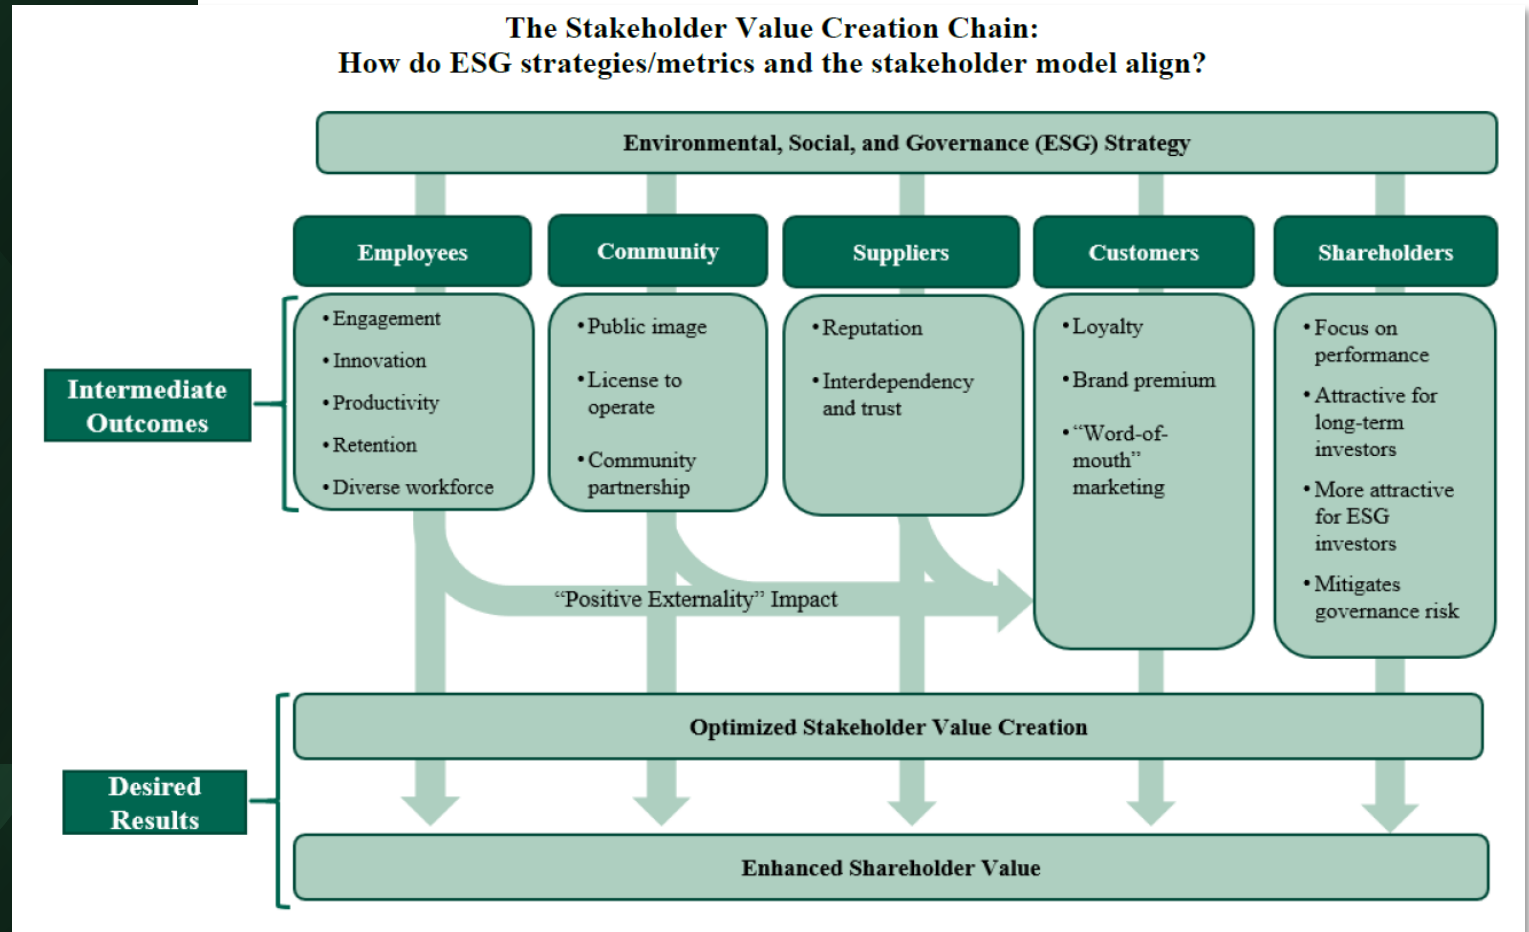 The Stakeholder Value Creation Chain:
How do ESG strategies/metrics and the stakeholder model align?
Environmental, Social, and Governance (ESG) Strategy
Employees
Community
Suppliers
Customers
Shareholders
Intermediate
Outcomes
• Engagement
• Innovation
• Productivity
• Retention
• Diverse workforce
• Public image
• License to
operate
• Community
partnership
• Reputation
• Interdependency
and trust
• Loyalty
• Brand premium
• “Word-of-
mouth”
marketing
• Focus on
performance
• Attractive for
long-term
investors
• More attractive
for ESG
investors
• Mitigates
governance risk
“Positive Externality” Impact
Desired
Results
Optimized Stakeholder Value Creation
Enhanced Shareholder Value